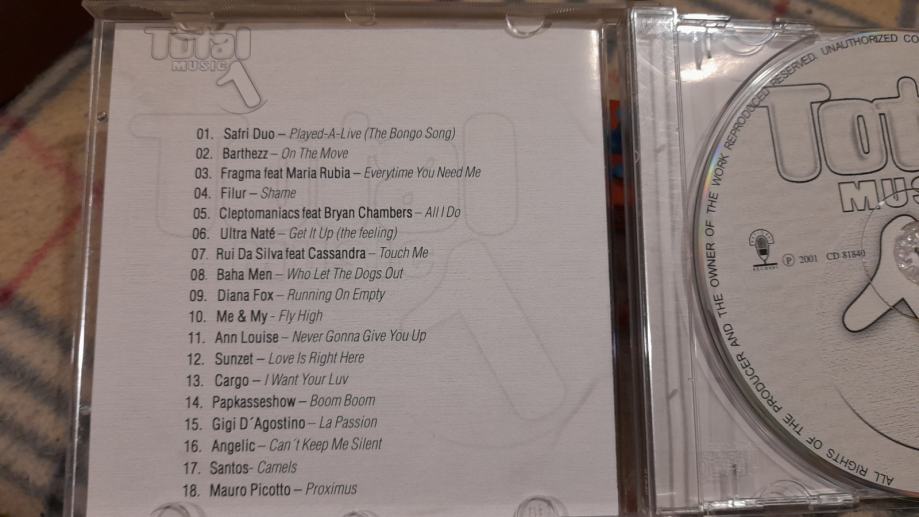 Total
MUSIC 1
01. Safri Duo – Played-A-Live (The Bongo Song)
02. Barthezz – On The Move
03. Fragma feat Maria Rubia – Everytime You Need Me
04. Filur – Shame
05. Cleptomaniacs feat Bryan Chambers – All I Do
06. Ultra Naté – Get It Up (the feeling)
07. Rui Da Silva feat Cassandra – Touch Me
08. Baha Men – Who Let The Dogs Out
09. Diana Fox – Running On Empty
10. Me & My - Fly High
11. Ann Louise – Never Gonna Give You Up
12. Sunzet – Love Is Right Here
13. Cargo – I Want Your Luv
14. Papkasseshow – Boom Boom
15. Gigi D´Agostino – La Passion
16. Angelic – Can´t Keep Me Silent
17. Santos- Camels
18. Mauro Picotto – Proximus
ALL RIGHTS OF THE PRODUCER AND THE OWNER OF THE WORK REPRODUCED RESERVED. UNAUTHORIZED CO
Tot
MUS
℗ 2001 CD 81840